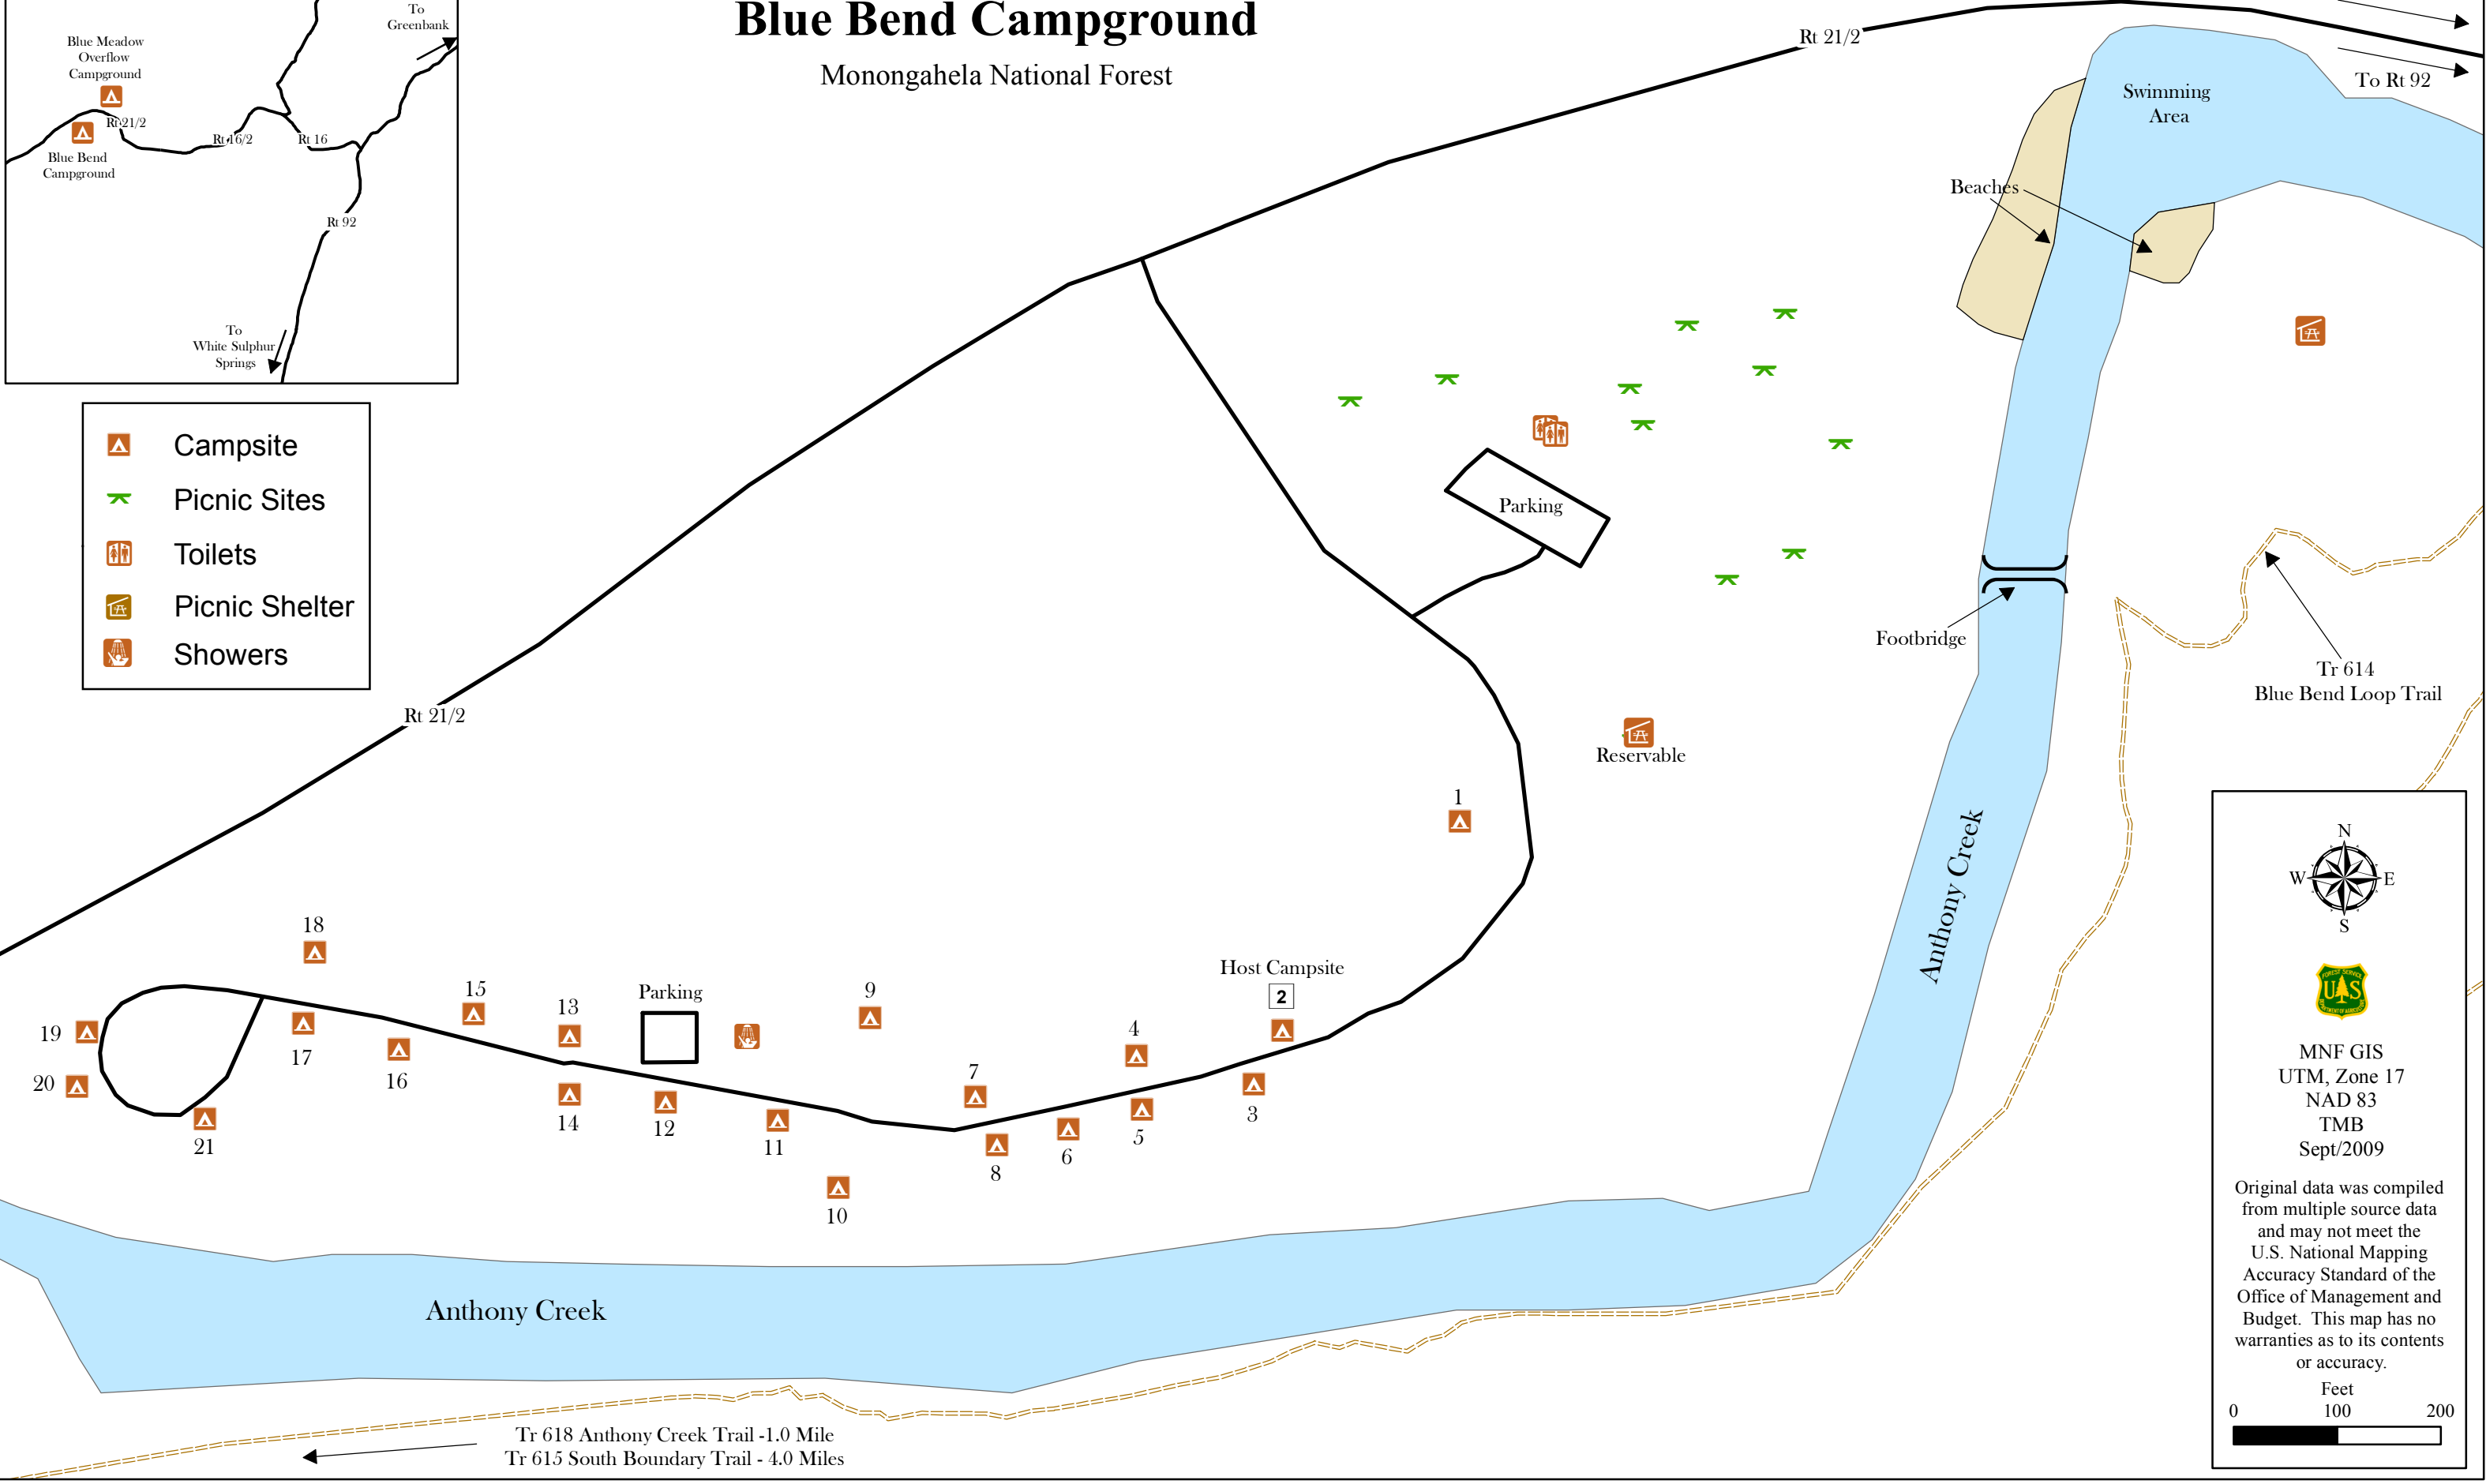 Blue Bend Campground
Monongahela National Forest
To
Greenbank
Blue Meadow
Overflow
Campground
Rt 21/2
Rt 16/2
Rt 16
Blue Bend
Campground
Rt 92
To
White Sulphur
Springs
Campsite
Picnic Sites
Toilets
Picnic Shelter
Showers
Rt 21/2
To Rt 92
Swimming
Area
Beaches
Parking
Footbridge
Tr 614
Blue Bend Loop Trail
Rt 21/2
Reservable
1
Anthony Creek
18
Host Campsite
2
15
Parking
9
13
19
4
17
7
20
16
3
14
12
5
21
11
6
8
10
Anthony Creek
Tr 618 Anthony Creek Trail -1.0 Mile
Tr 615 South Boundary Trail - 4.0 Miles
N
W
E
S
FOREST SERVICE
US
DEPARTMENT OF AGRICULTURE
MNF GIS
UTM, Zone 17
NAD 83
TMB
Sept/2009
Original data was compiled
from multiple source data
and may not meet the
U.S. National Mapping
Accuracy Standard of the
Office of Management and
Budget. This map has no
warranties as to its contents
or accuracy.
Feet
0 100 200